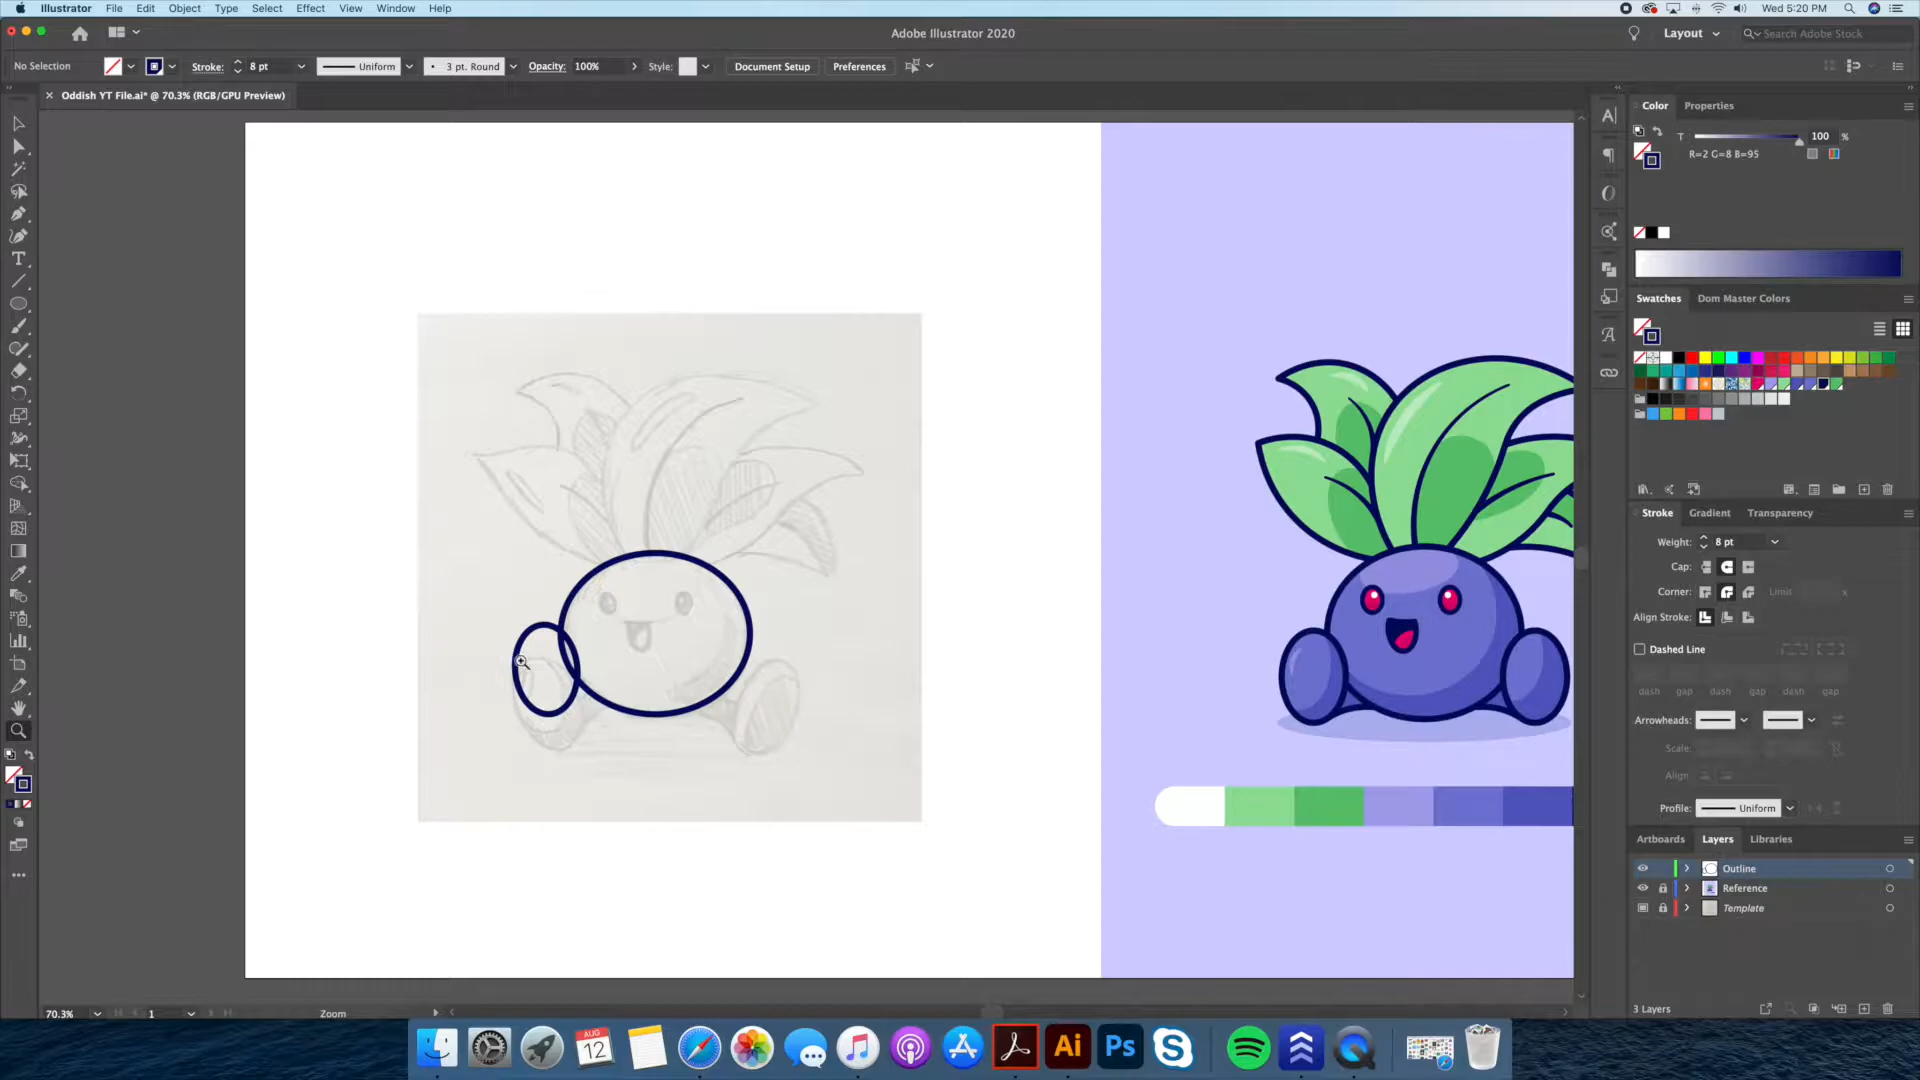 Illustrator File Edit Object Type Select Effect View Window Help
Wed 5:20 PM
Adobe Illustrator 2020
Layout
Search Adobe Stock
No Selection
Stroke: 8 pt
Uniform
3 pt. Round
Opacity: 100%
Style:
Document Setup
Preferences
Oddish YT File.ai* @ 70.3% (RGB/GPU Preview)
Color Properties
T 100 %
R=2 G=8 B=95
Swatches Dom Master Colors
Stroke Gradient Transparency
Weight: 8 pt
Cap:
Corner: Limit x
Align Stroke:
Dashed Line
dash gap dash gap dash gap
Arrowheads:
Scale:
Align:
Profile: Uniform
Artboards Layers Libraries
Outline
Reference
Template
3 Layers
70.3% 1 Zoom
AUG
12
Ai
Ps